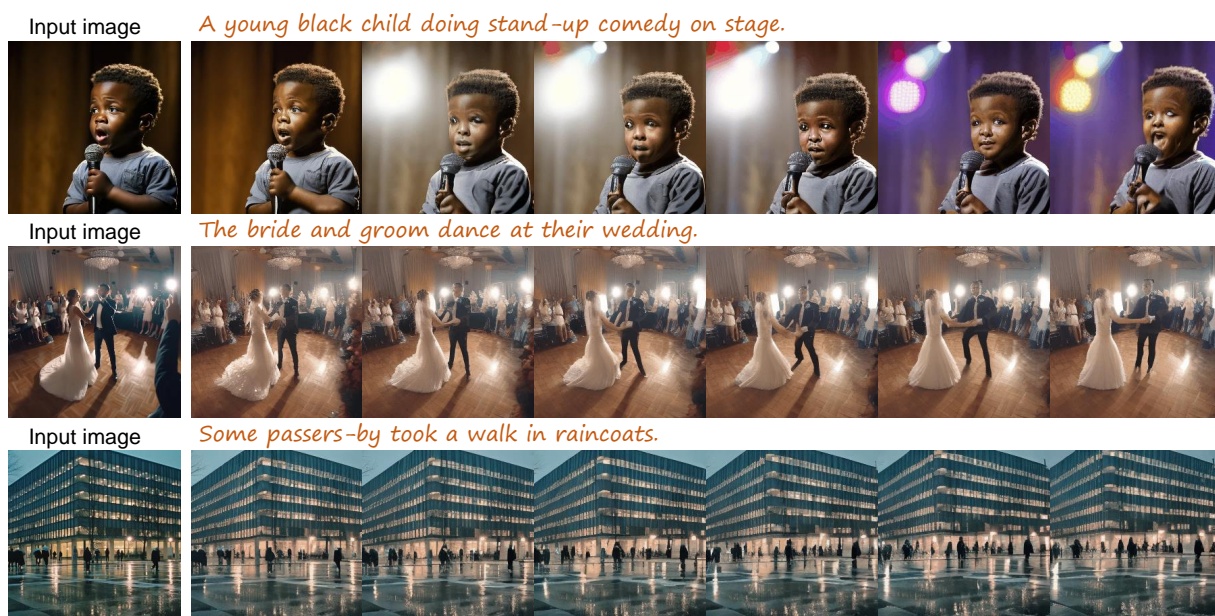 Input image
A young black child doing stand-up comedy on stage.
Input image
The bride and groom dance at their wedding.
Input image
Some passers-by took a walk in raincoats.